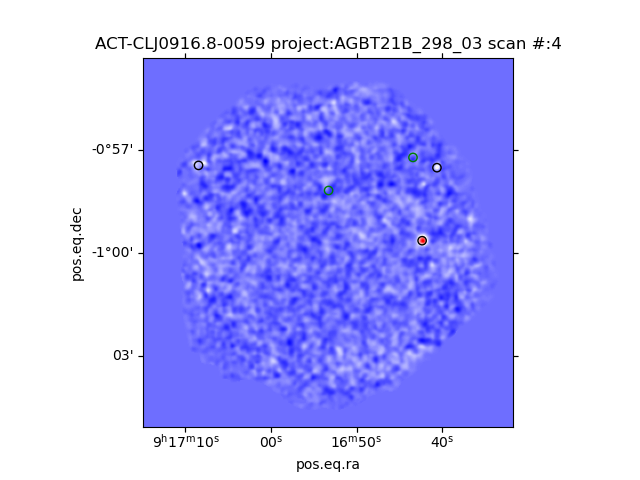 ACT-CLJ0916.8-0059 project:AGBT21B_298_03 scan #:4
-0°57'
-1°00'
03'
pos.eq.dec
9ʰ17ᵐ10ˢ 00ˢ 16ᵐ50ˢ 40ˢ
pos.eq.ra